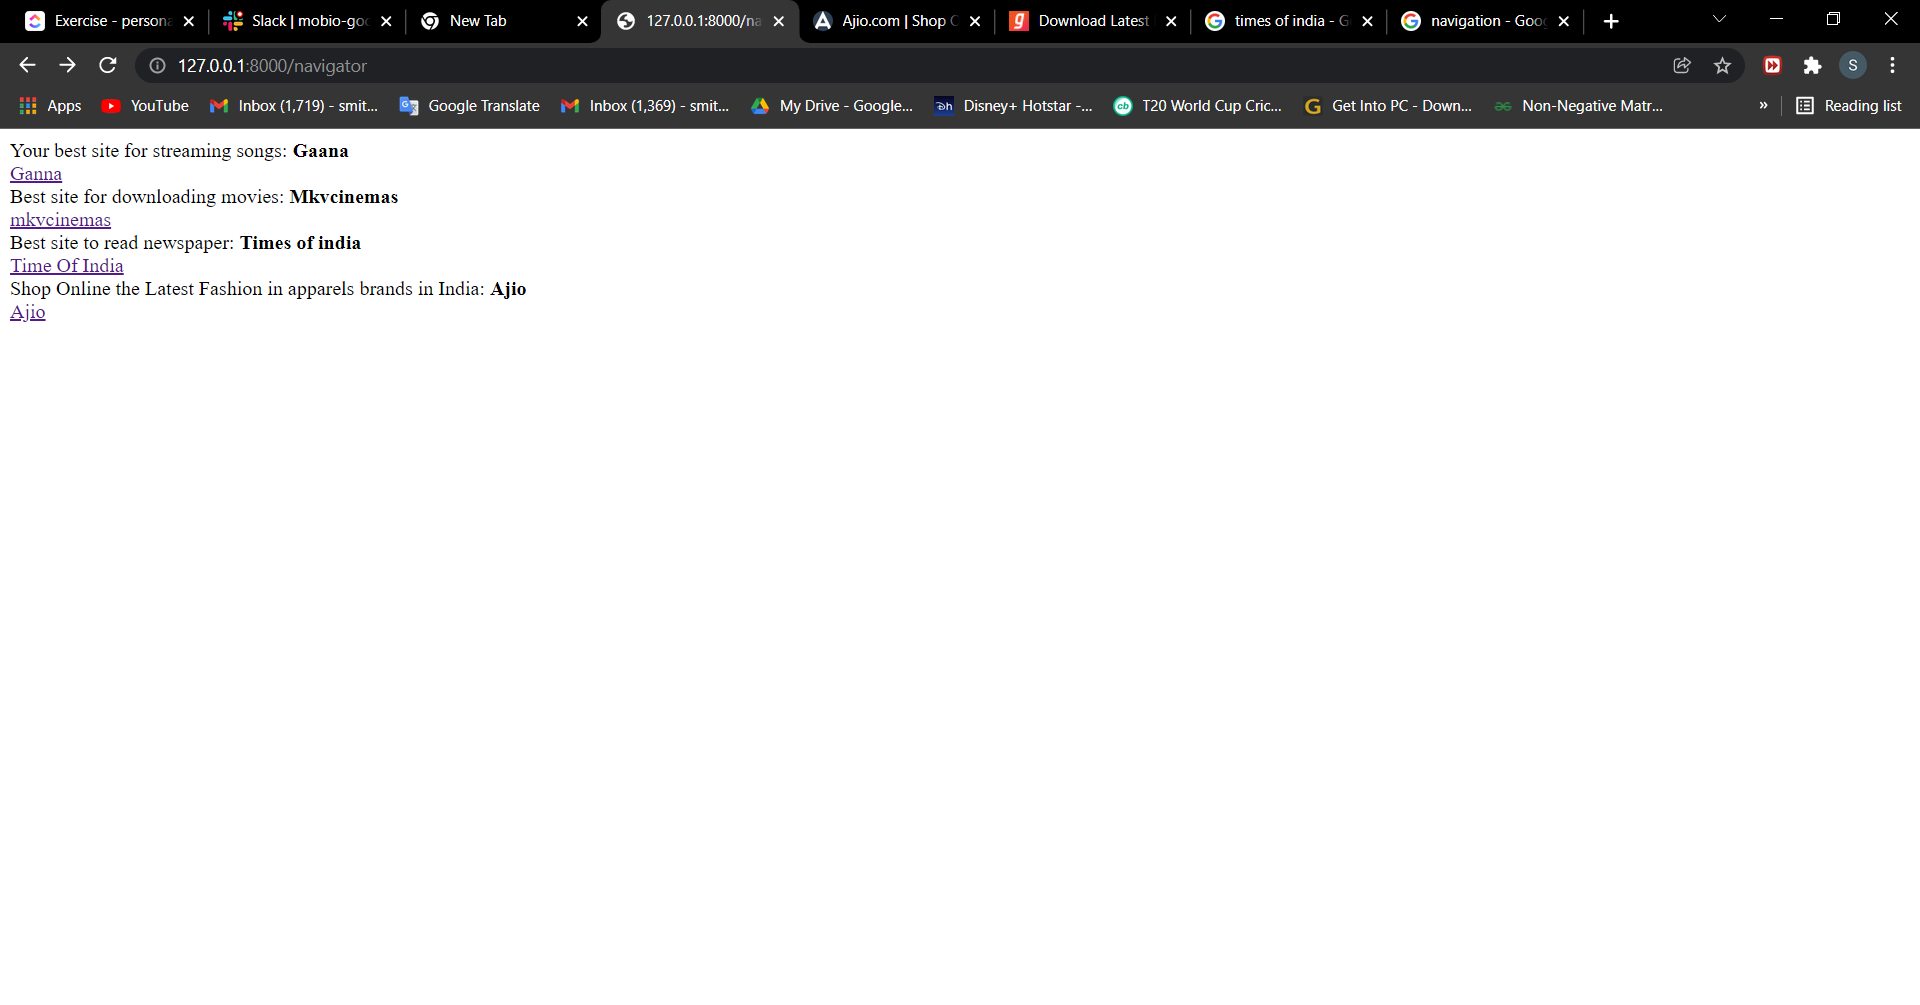 Exercise - persona
Slack | mobio-goo
New Tab
127.0.0.1:8000/na
Ajio.com | Shop
Download Latest
times of india - G
navigation - Goo
127.0.0.1:8000/navigator
S
Apps
YouTube
Inbox (1,719) - smit...
Google Translate
Inbox (1,369) - smit...
My Drive - Google...
Disney+ Hotstar -...
T20 World Cup Cric...
Get Into PC - Down...
Non-Negative Matr...
»
Reading list
Your best site for streaming songs: Gaana
Ganna
Best site for downloading movies: Mkvcinemas
mkvcinemas
Best site to read newspaper: Times of india
Time Of India
Shop Online the Latest Fashion in apparels brands in India: Ajio
Ajio